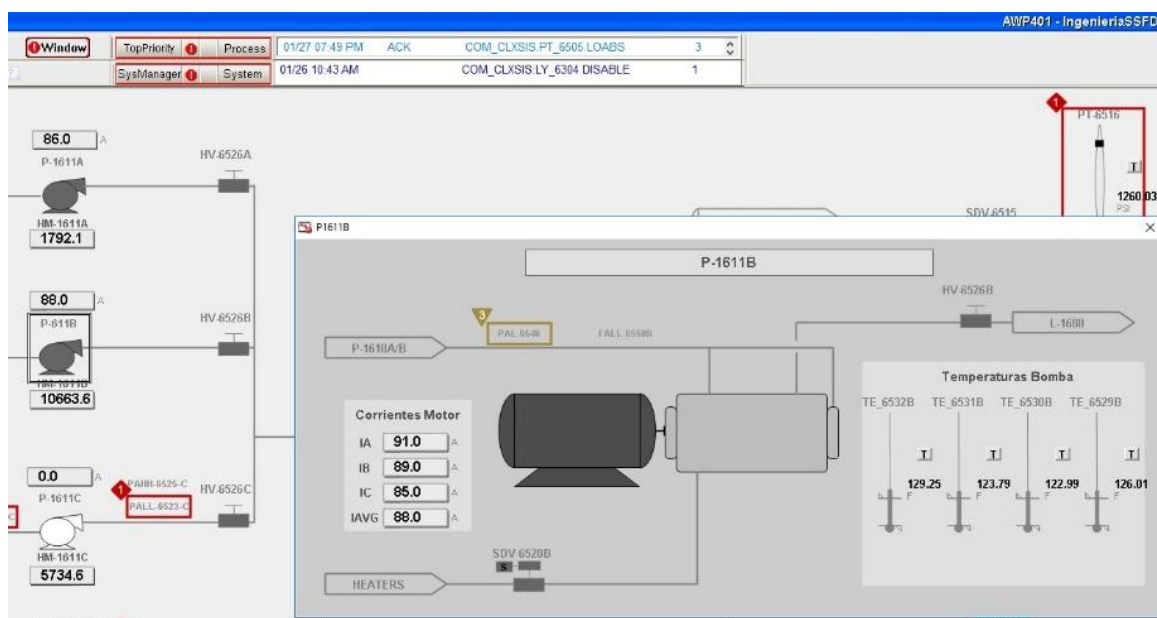 AWP401 - IngenieriaSSFD
Window
TopPriority Process
01/27 07:49 PM ACK COM_CLXSIS.PT_6505.LOABS 3
SysManager System
01/26 10:43 AM COM_CLXSIS:LY_6304 DISABLE 1
86.0 A
P-1611A
HV-6526A
HM-1611A
1792.1
1
PT-6516
T
1260.03
PSI
SDV-6515
88.0 A
P-611B
HV-6526B
10663.6
0.0 A
P-1611C
1
PAHH-6525-C
PALL-6523-C
HV-6526C
HM-1611C
5734.6
P1611B
P-1611B
HV-6526B
L-1680
3
P-1610A/B
Corrientes Motor
IA 91.0 A
IB 89.0 A
IC 85.0 A
IAVG 88.0 A
SDV 6520B
S
HEATERS
Temperaturas Bomba
TE_6532B TE_6531B TE_6530B TE_6529B
T T T T
129.25 123.79 122.99 126.01
F F F F